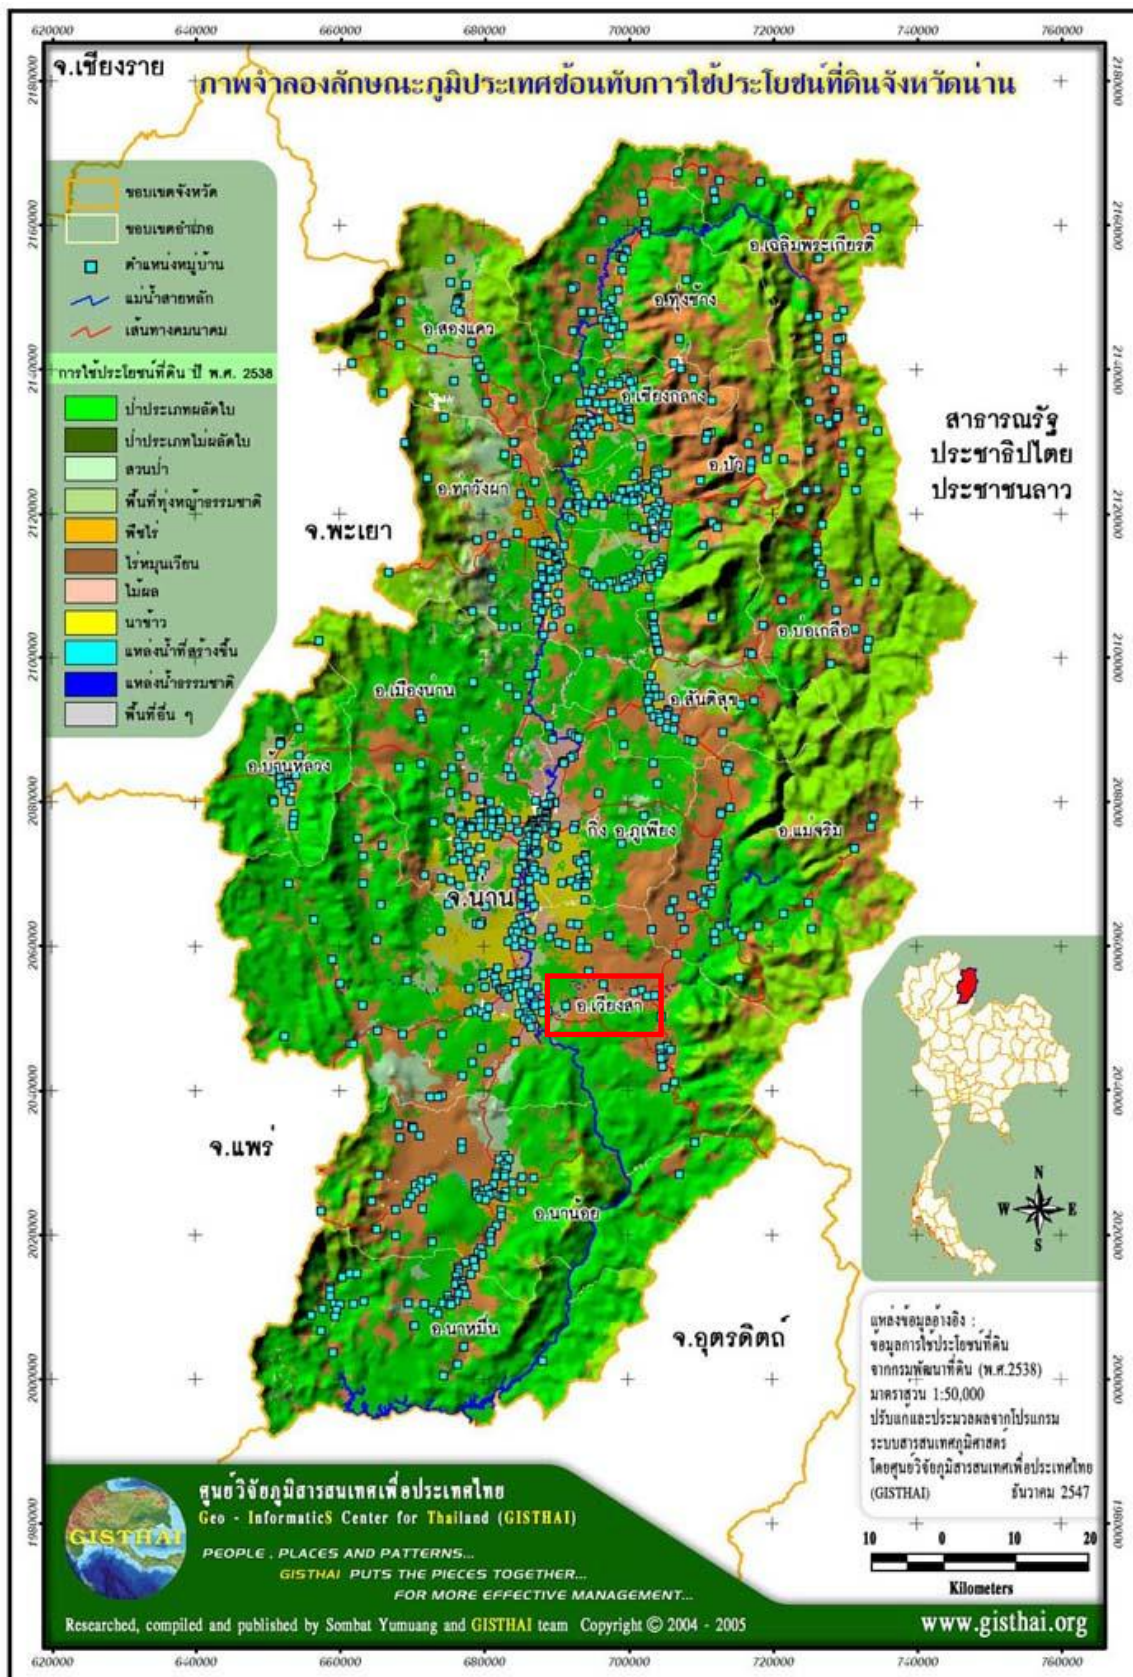 620000 640000 660000 680000 700000 720000 740000 760000
จ.เชียงราย
ภาพจำลองลักษณะภูมิประเทศซ้อนทับการใช้ประโยชน์ที่ดินจังหวัดน่าน
2180000 2180000
ขอบเขตจังหวัด
ขอบเขตอำเภอ
ตำแหน่งหมู่บ้าน
แม่น้ำสายหลัก
เส้นทางคมนาคม
การใช้ประโยชน์ที่ดิน ปี พ.ศ. 2538
ป่าประเภทผลัดใบ
ป่าประเภทไม่ผลัดใบ
สวนป่า
พื้นที่ทุ่งหญ้าธรรมชาติ
พืชไร่
ไร่หมุนเวียน
ไม้ผล
นาข้าว
แหล่งน้ำที่สร้างขึ้น
แหล่งน้ำธรรมชาติ
พื้นที่อื่น ๆ
2160000 2160000
อ.เฉลิมพระเกียรติ
อ.ทุ่งช้าง
อ.สองแคว
2140000 2140000
อ.เชียงกลาง
สาธารณรัฐ
ประชาธิปไตย
ประชาชนลาว
อ.ปัว
อ.ท่าวังผา
2120000 2120000
จ.พะเยา
อ.บ่อเกลือ
2100000 2100000
อ.เมืองน่าน
อ.สันติสุข
อ.บ้านหลวง
2080000 2080000
กิ่ง อ.ภูเพียง
อ.แม่จริม
จ.น่าน
2060000 2060000
อ.เวียงสา
2040000 2040000
จ.แพร่
อ.นาน้อย
N
W E
S
2020000 2020000
อ.นาหมื่น
จ.อุตรดิตถ์
2000000 2000000
แหล่งข้อมูลอ้างอิง :
ข้อมูลการใช้ประโยชน์ที่ดิน
จากกรมพัฒนาที่ดิน (พ.ศ.2538)
มาตราส่วน 1:50,000
ปรับแก้และประมวลผลจากโปรแกรม
ระบบสารสนเทศภูมิศาสตร์
โดยศูนย์วิจัยภูมิสารสนเทศเพื่อประเทศไทย
(GISTHAI) ธันวาคม 2547
1980000 1980000
10 0 10 20
Kilometers
GISTHAI
ศูนย์วิจัยภูมิสารสนเทศเพื่อประเทศไทย
Geo - InformaticS Center for Thailand (GISTHAI)
PEOPLE , PLACES AND PATTERNS...
GISTHAI PUTS THE PIECES TOGETHER...
FOR MORE EFFECTIVE MANAGEMENT...
Researched, compiled and published by Sombat Yumuang and GISTHAI team Copyright © 2004 - 2005
www.gisthai.org
620000 640000 660000 680000 700000 720000 740000 760000